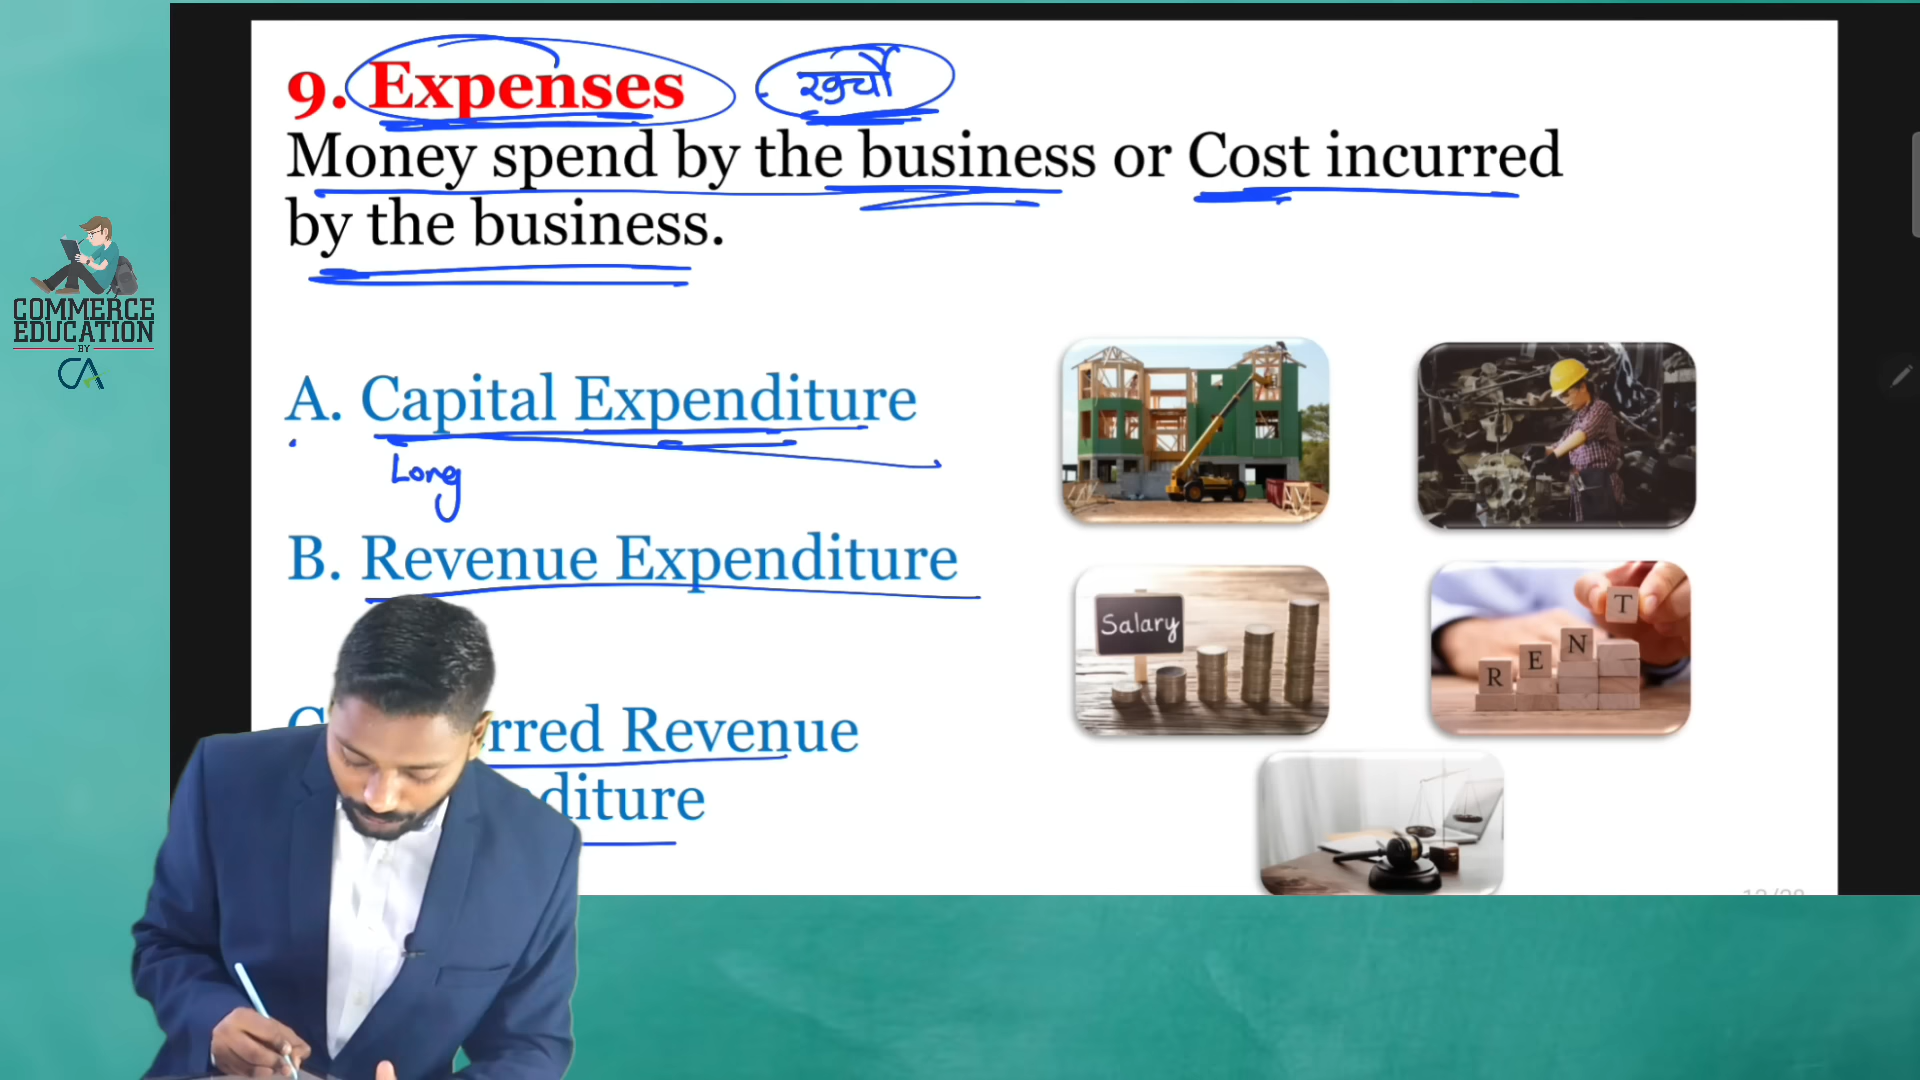 9. Expenses खर्चा
Money spend by the business or Cost incurred
by the business.
COMMERCE
EDUCATION
BY
CA
A. Capital Expenditure
Long
B. Revenue Expenditure
Salary
R E N T
rred Revenue
diture